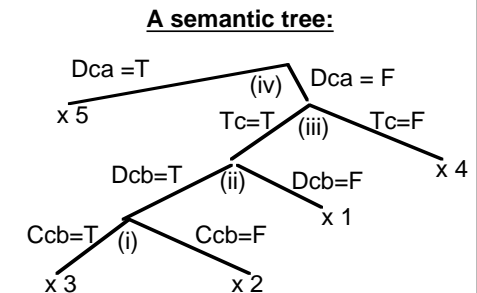 A semantic tree:
Dca =T
(iv)
Dca = F
x 5
Tc=T
(iii)
Tc=F
Dcb=T
(ii)
Dcb=F
x 4
x 1
Ccb=T
(i)
Ccb=F
x 3
x 2